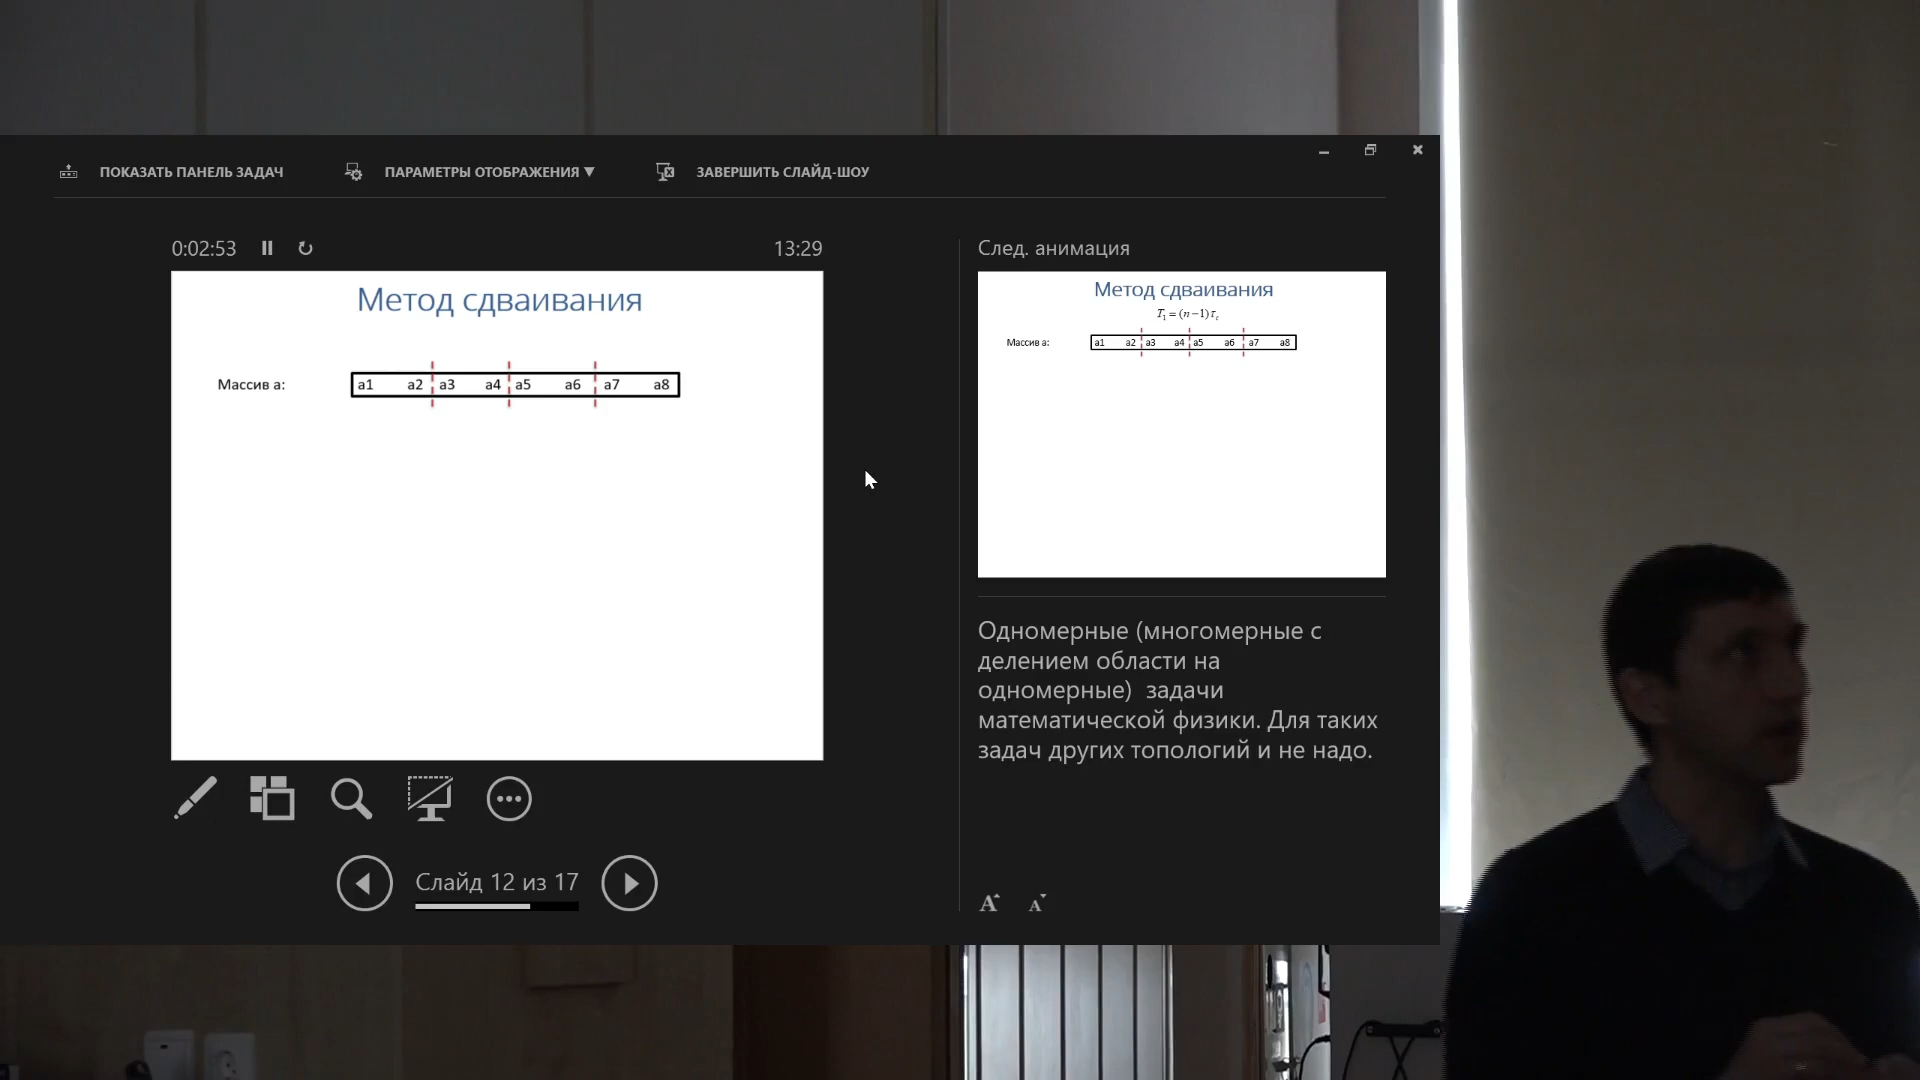 ПОКАЗАТЬ ПАНЕЛЬ ЗАДАЧ ПАРАМЕТРЫ ОТОБРАЖЕНИЯ ▼ ЗАВЕРШИТЬ СЛАЙД-ШОУ
0:02:53 13:29
Метод сдваивания
Массив a: a1 a2 a3 a4 a5 a6 a7 a8
Слайд 12 из 17
След. анимация
Метод сдваивания
T₁ = (n−1)τ꜀
Массив a: a1 a2 a3 a4 a5 a6 a7 a8
Одномерные (многомерные с
делением области на
одномерные) задачи
математической физики. Для таких
задач других топологий и не надо.
A A